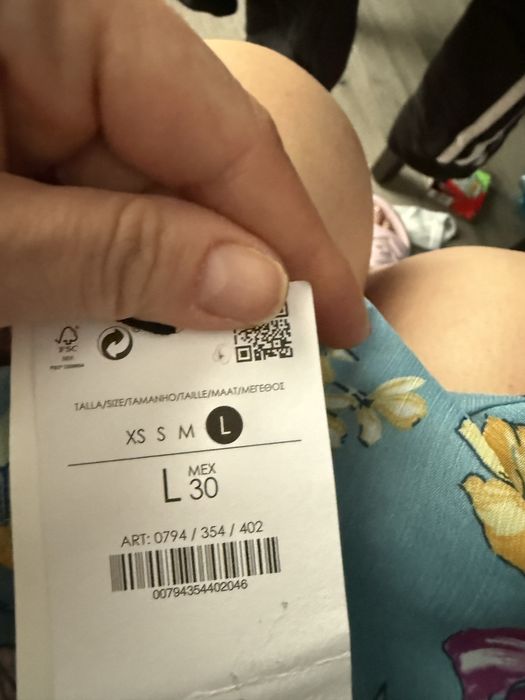 FSC
TALLA/SIZE/TAMANHO/TAILLE/MAAT/ΜΕΓΕΘΟΣ
XS S M L
L MEX 30
ART: 0794 / 354 / 402
00794354402046